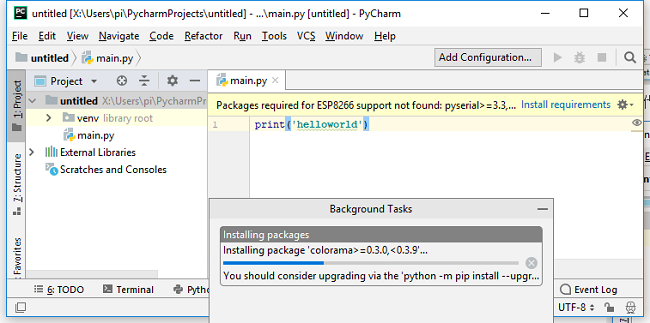 untitled [X:\Users\pi\PycharmProjects\untitled] - ...\main.py [untitled] - PyCharm
File Edit View Navigate Code Refactor Run Tools VCS Window Help
untitled main.py Add Configuration...
Project main.py
1: Project
untitled X:\Users\pi\PycharmP
Packages required for ESP8266 support not found: pyserial>=3.3,... Install requirements
venv library root
1 print('helloworld')
main.py
External Libraries
Scratches and Consoles
7: Structure
Favorites
Background Tasks
Installing packages
Installing package 'colorama>=0.3.0,<0.3.9'...
You should consider upgrading via the 'python -m pip install --upgr...
6: TODO Terminal Pytho Event Log
UTF-8